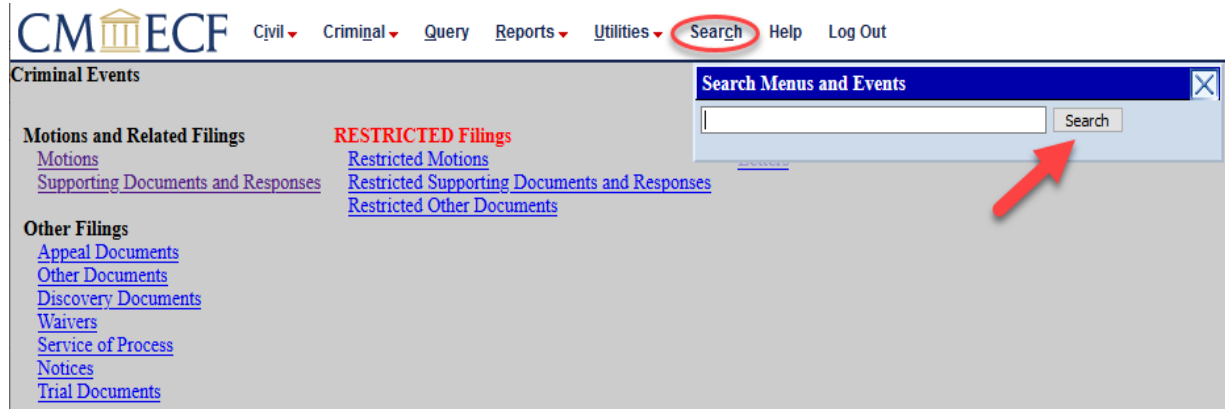 CM ECF Civil Criminal Query Reports Utilities Search Help Log Out
Criminal Events
Search Menus and Events
Search
Motions and Related Filings
Motions
Supporting Documents and Responses
RESTRICTED Filings
Restricted Motions
Restricted Supporting Documents and Responses
Restricted Other Documents
Letters
Other Filings
Appeal Documents
Other Documents
Discovery Documents
Waivers
Service of Process
Notices
Trial Documents